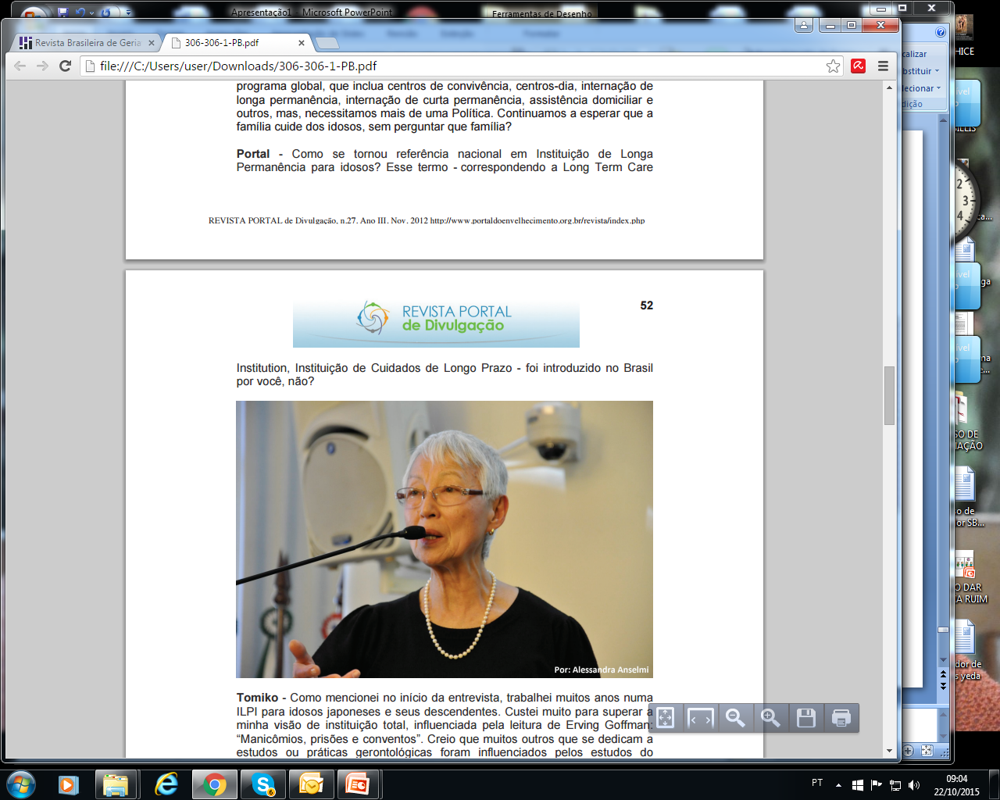 Apresentação1 - Microsoft PowerPoint
Ferramentas de Desenho
Revista Brasileira de Geria
306-306-1-PB.pdf
file:///C:/Users/user/Downloads/306-306-1-PB.pdf
programa global, que inclua centros de convivência, centros-dia, internação de
longa permanência, internação de curta permanência, assistência domiciliar e
outros, mas, necessitamos mais de uma Política. Continuamos a esperar que a
família cuide dos idosos, sem perguntar que família?
Portal - Como se tornou referência nacional em Instituição de Longa
Permanência para idosos? Esse termo - correspondendo a Long Term Care
REVISTA PORTAL de Divulgação, n.27. Ano III. Nov. 2012 http://www.portaldoenvelhecimento.org.br/revista/index.php
52
REVISTA PORTAL
de Divulgação
Institution, Instituição de Cuidados de Longo Prazo - foi introduzido no Brasil
por você, não?
Por: Alessandra Anselmi
Tomiko - Como mencionei no início da entrevista, trabalhei muitos anos numa
ILPI para idosos japoneses e seus descendentes. Custei muito para superar a
minha visão de instituição total, influenciada pela leitura de Erving Goffman:
“Manicômios, prisões e conventos”. Creio que muitos outros que se dedicam a
estudos ou práticas gerontológicas foram influenciados pelos estudos do
calizar
bstituir
lecionar
dição
HICE
2
3
4
ca...
ga
na
e...
SO DE
IAÇÃO
so de
or SB...
O DAR
A RUIM
dor de
s yeda
6
PT
09:04
22/10/2015